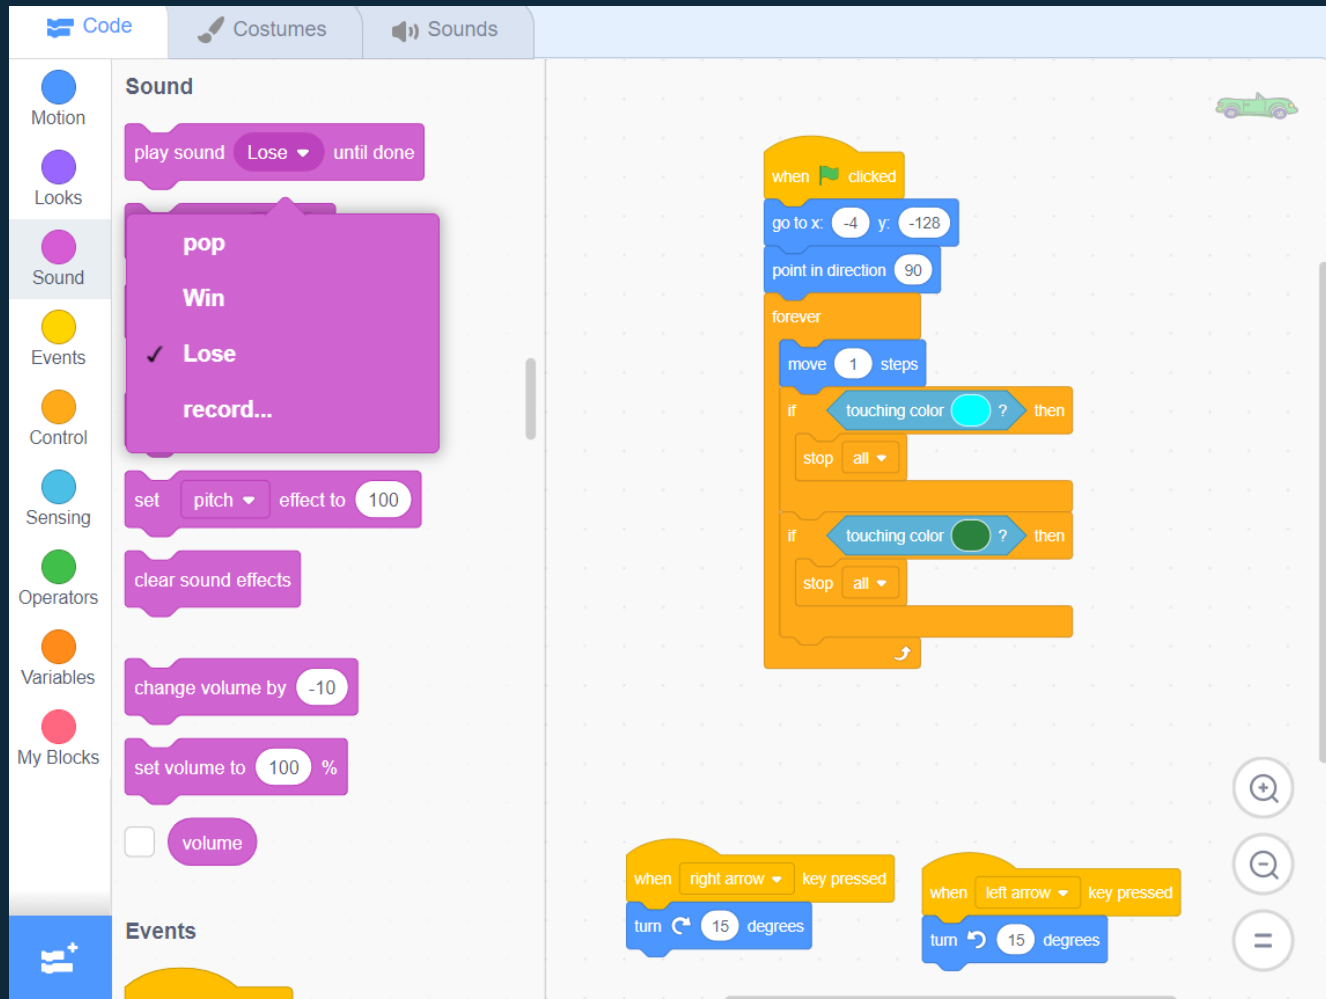 Code
Costumes
Sounds
Motion
Looks
Sound
Events
Control
Sensing
Operators
Variables
My Blocks
Sound
play sound Lose until done
pop
Win
✓ Lose
record...
set pitch effect to 100
clear sound effects
change volume by -10
set volume to 100 %
volume
Events
when clicked
go to x: -4 y: -128
point in direction 90
forever
move 1 steps
if touching color ? then
stop all
if touching color ? then
stop all
when right arrow key pressed
turn 15 degrees
when left arrow key pressed
turn 15 degrees